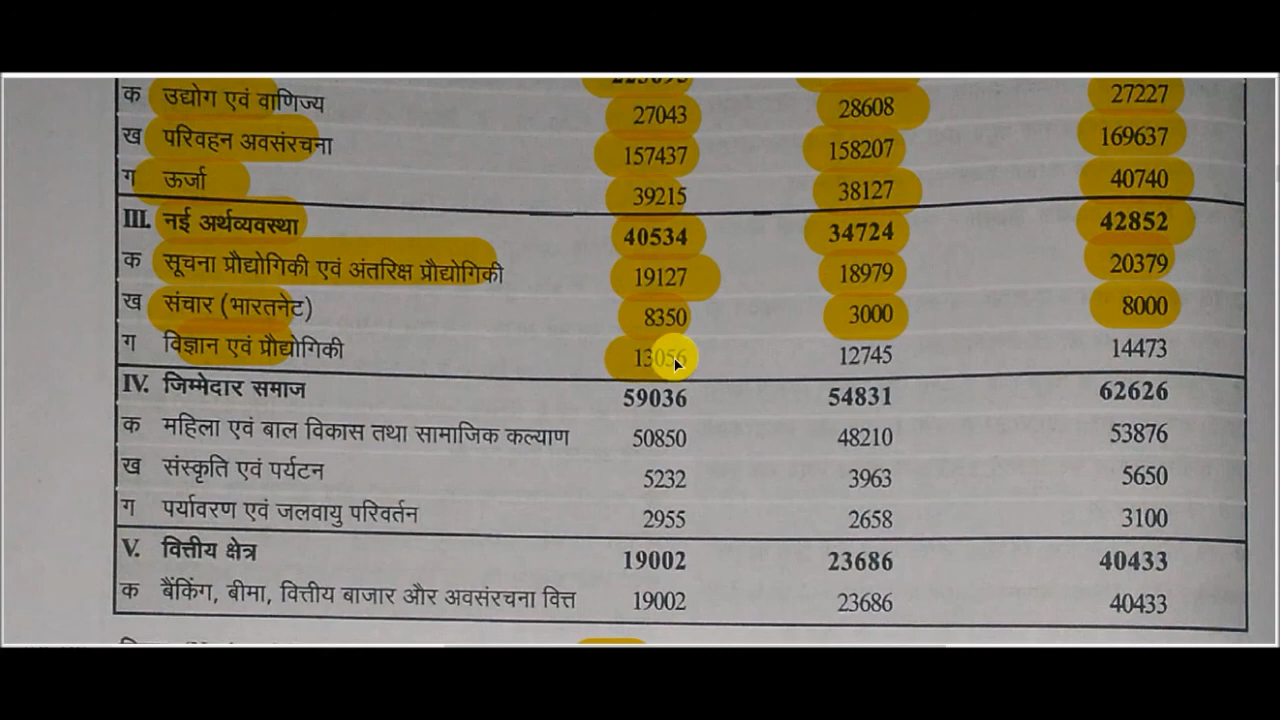 क उद्योग एवं वाणिज्य 27043 28608 27227
ख परिवहन अवसंरचना 157437 158207 169637
ग ऊर्जा 39215 38127 40740
III. नई अर्थव्यवस्था 40534 34724 42852
क सूचना प्रौद्योगिकी एवं अंतरिक्ष प्रौद्योगिकी 19127 18979 20379
ख संचार (भारतनेट) 8350 3000 8000
ग विज्ञान एवं प्रौद्योगिकी 13056 12745 14473
IV. जिम्मेदार समाज 59036 54831 62626
क महिला एवं बाल विकास तथा सामाजिक कल्याण 50850 48210 53876
ख संस्कृति एवं पर्यटन 5232 3963 5650
ग पर्यावरण एवं जलवायु परिवर्तन 2955 2658 3100
V. वित्तीय क्षेत्र 19002 23686 40433
क बैंकिंग, बीमा, वित्तीय बाजार और अवसंरचना वित्त 19002 23686 40433